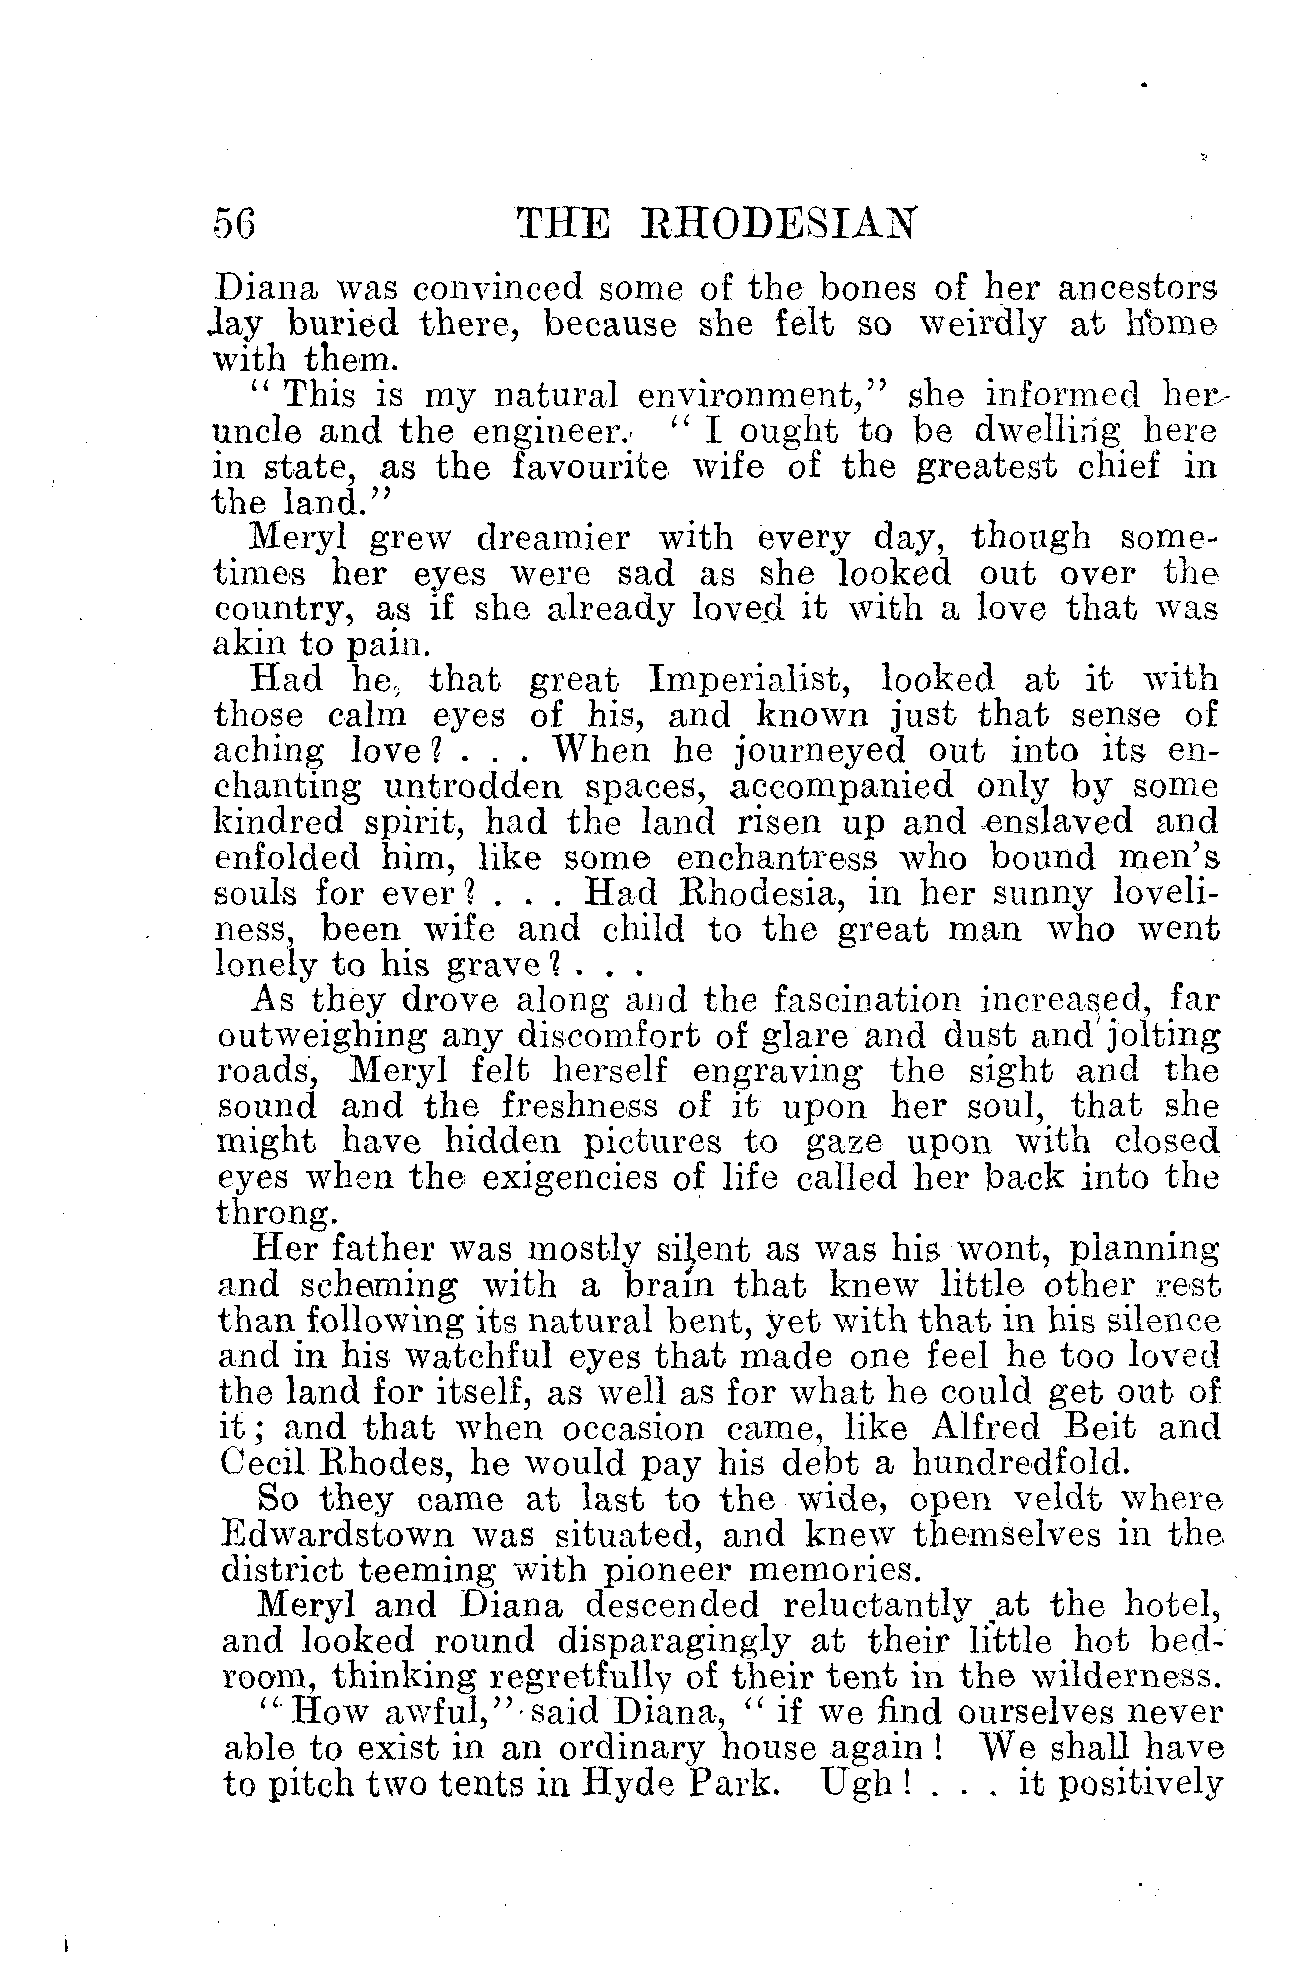 56 THE RHODESIAN
Diana was convinced some of the bones of her ancestors
lay buried there, because she felt so weirdly at home
with them.
“ This is my natural environment,” she informed her
uncle and the engineer. “ I ought to be dwelling here
in state, as the favourite wife of the greatest chief in
the land.”
Meryl grew dreamier with every day, though some-
times her eyes were sad as she looked out over the
country, as if she already loved it with a love that was
akin to pain.
Had he, that great Imperialist, looked at it with
those calm eyes of his, and known just that sense of
aching love ? . . . When he journeyed out into its en-
chanting untrodden spaces, accompanied only by some
kindred spirit, had the land risen up and enslaved and
enfolded him, like some enchantress who bound men’s
souls for ever ? . . . Had Rhodesia, in her sunny loveli-
ness, been wife and child to the great man who went
lonely to his grave ? . . .
As they drove along and the fascination increased, far
outweighing any discomfort of glare and dust and jolting
roads, Meryl felt herself engraving the sight and the
sound and the freshness of it upon her soul, that she
might have hidden pictures to gaze upon with closed
eyes when the exigencies of life called her back into the
throng.
Her father was mostly silent as was his wont, planning
and scheming with a brain that knew little other rest
than following its natural bent, yet with that in his silence
and in his watchful eyes that made one feel he too loved
the land for itself, as well as for what he could get out of
it ; and that when occasion came, like Alfred Beit and
Cecil Rhodes, he would pay his debt a hundredfold.
So they came at last to the wide, open veldt where
Edwardstown was situated, and knew themselves in the
district teeming with pioneer memories.
Meryl and Diana descended reluctantly at the hotel,
and looked round disparagingly at their little hot bed-
room, thinking regretfully of their tent in the wilderness.
“ How awful,” said Diana, “ if we find ourselves never
able to exist in an ordinary house again ! We shall have
to pitch two tents in Hyde Park. Ugh ! . . . it positively